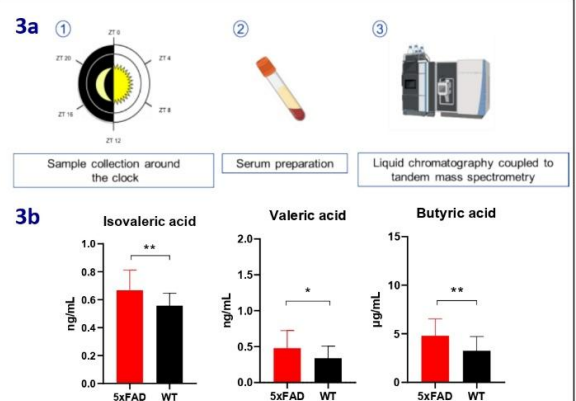 3a
① ② ③
ZT 0
ZT 20 ZT 4
ZT 16 ZT 8
ZT 12
Sample collection around
the clock
Serum preparation
Liquid chromatography coupled to
tandem mass spectrometry
3b
Isovaleric acid
ng/mL
1.0
0.8
0.6
0.4
0.2
0.0
**
5xFAD WT
Valeric acid
ng/mL
2.0
1.5
1.0
0.5
0.0
*
5xFAD WT
Butyric acid
µg/mL
15
10
5
0
**
5xFAD WT